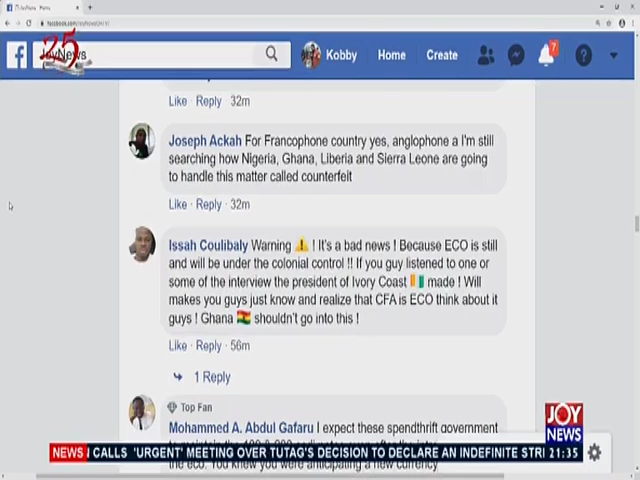 facebook.com
25
JoyNews
Kobby
Home
Create
7
Like · Reply · 32m
Joseph Ackah For Francophone country yes, anglophone a I'm still
searching how Nigeria, Ghana, Liberia and Sierra Leone are going
to handle this matter called counterfeit
Like · Reply · 32m
Issah Coulibaly Warning ⚠️ ! It's a bad news ! Because ECO is still
and will be under the colonial control !! If you guy listened to one or
some of the interview the president of Ivory Coast 🇨🇮 made ! Will
makes you guys just know and realize that CFA is ECO think about it
guys ! Ghana 🇬🇭 shouldn't go into this !
Like · Reply · 56m
1 Reply
Top Fan
Mohammed A. Abdul Gafaru I expect these spendthrift government
JOY
NEWS
NEWS
CALLS 'URGENT' MEETING OVER TUTAG'S DECISION TO DECLARE AN INDEFINITE STRI
21:35
the eco. You knew you were anticipating a new currency